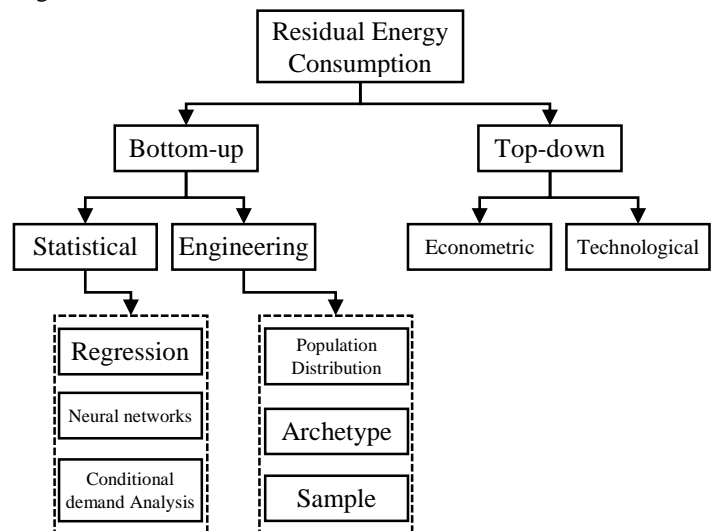 Residual Energy
Consumption
Bottom-up
Top-down
Statistical
Engineering
Econometric
Technological
Regression
Neural networks
Conditional
demand Analysis
Population
Distribution
Archetype
Sample